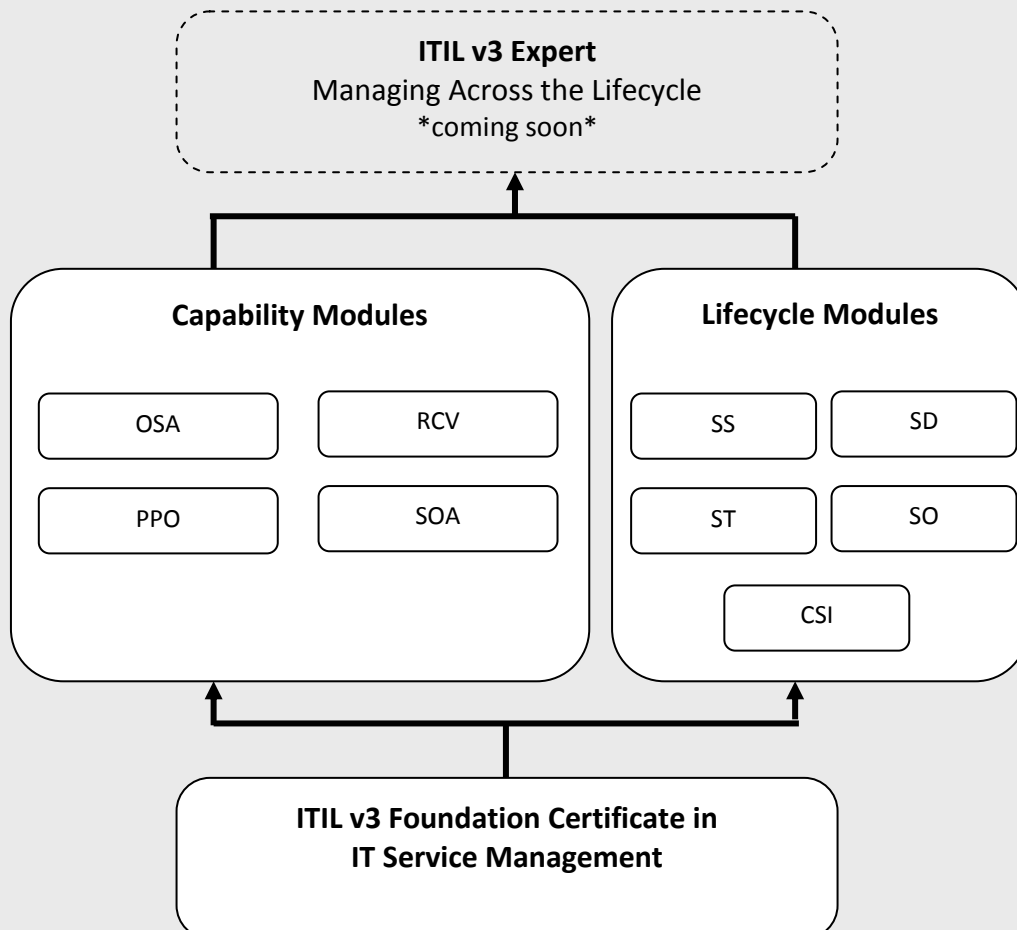 ITIL v3 Expert
Managing Across the Lifecycle
*coming soon*
Capability Modules
OSA
RCV
PPO
SOA
Lifecycle Modules
SS
SD
ST
SO
CSI
ITIL v3 Foundation Certificate in
IT Service Management